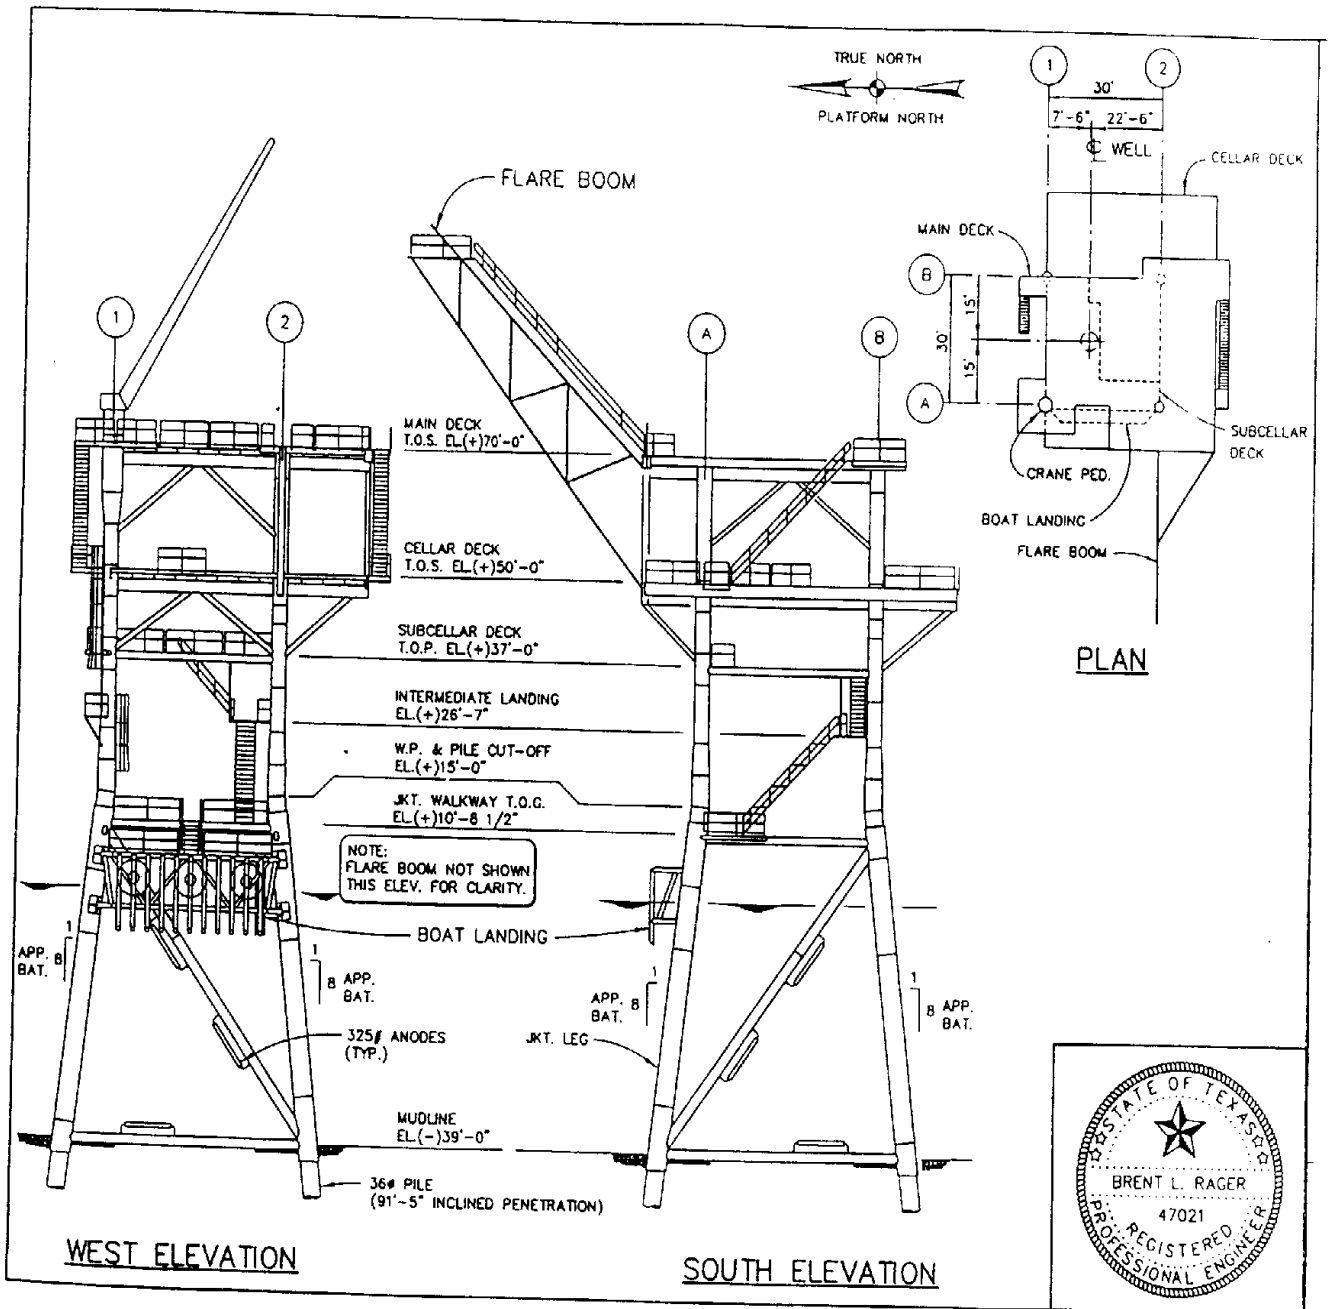 TRUE NORTH
PLATFORM NORTH
1
2
30'
7'-6"
22'-6"
℄ WELL
CELLAR DECK
MAIN DECK
B
A
15'
30'
15'
SUBCELLAR
DECK
CRANE PED.
BOAT LANDING
FLARE BOOM
PLAN
FLARE BOOM
1
2
A
B
MAIN DECK
T.O.S. EL.(+)70'-0"
CELLAR DECK
T.O.S. EL.(+)50'-0"
SUBCELLAR DECK
T.O.P. EL.(+)37'-0"
INTERMEDIATE LANDING
EL.(+)26'-7"
W.P. & PILE CUT-OFF
EL.(+)15'-0"
JKT. WALKWAY T.O.G.
EL.(+)10'-8 1/2"
NOTE:
FLARE BOOM NOT SHOWN
THIS ELEV. FOR CLARITY.
BOAT LANDING
1
APP. 8
BAT.
1
8 APP.
BAT.
1
APP. 8
BAT.
1
8 APP.
BAT.
325# ANODES
(TYP.)
JKT. LEG
MUDLINE
EL.(-)39'-0"
36ø PILE
(91'-5" INCLINED PENETRATION)
WEST ELEVATION
SOUTH ELEVATION
STATE OF TEXAS
BRENT L. RAGER
47021
REGISTERED
PROFESSIONAL ENGINEER